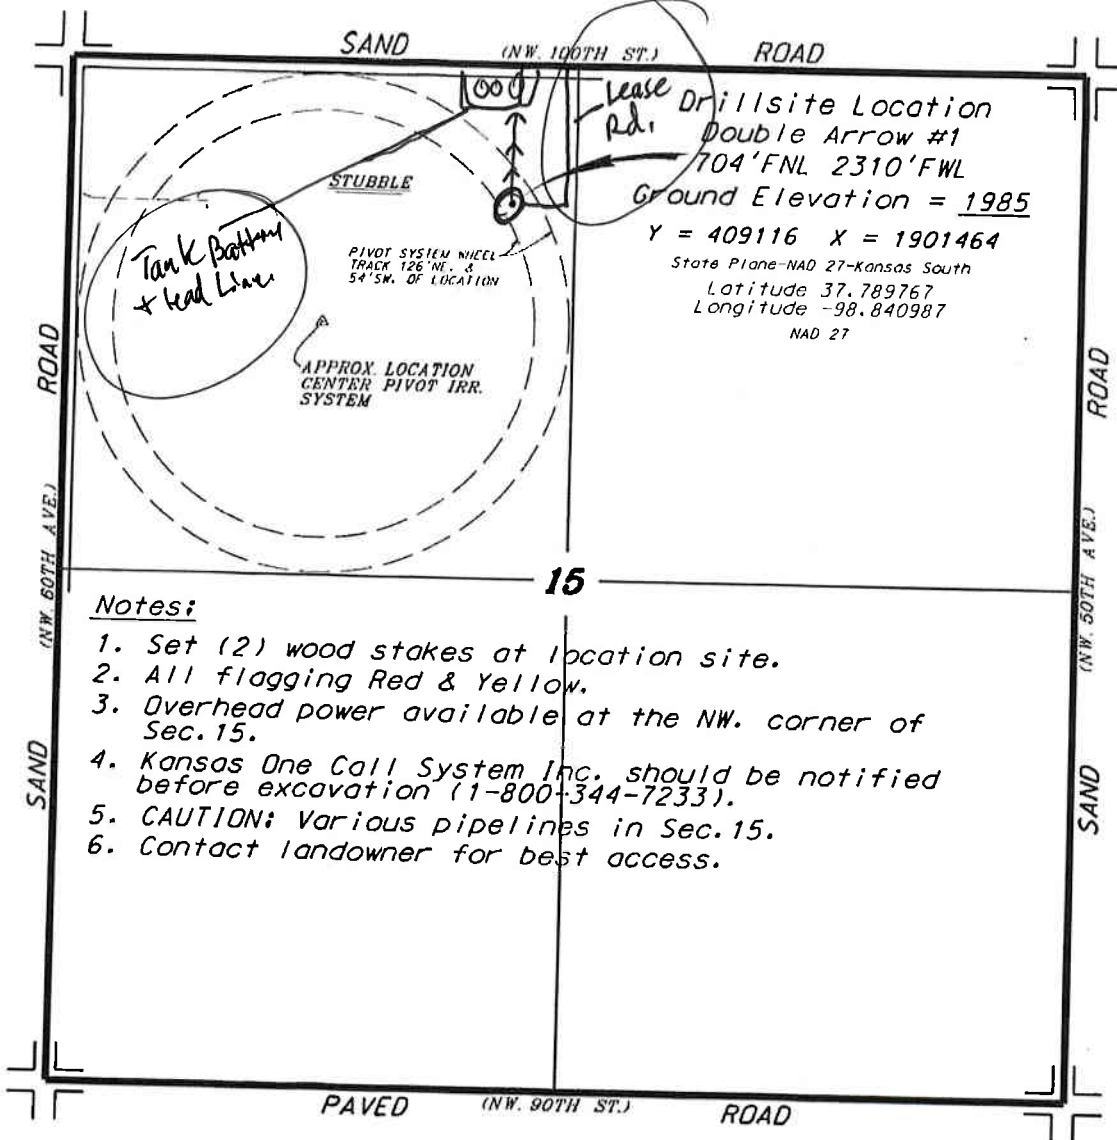 SAND (NW. 100TH ST.) ROAD
Lease
Rd.
Drillsite Location
Double Arrow #1
704'FNL 2310'FWL
Ground Elevation = 1985
Y = 409116 X = 1901464
State Plane-NAD 27-Kansas South
Latitude 37.789767
Longitude -98.840987
NAD 27
STUBBLE
Tank Battery
+ lead Line
PIVOT SYSTEM WHEEL
TRACK 126'NE. &
54'SW. OF LOCATION
APPROX. LOCATION
CENTER PIVOT IRR.
SYSTEM
ROAD
(NW. 60TH AVE.)
SAND
ROAD
(NW. 50TH AVE.)
SAND
15
Notes:
1. Set (2) wood stakes at location site.
2. All flagging Red & Yellow.
3. Overhead power available at the NW. corner of
Sec. 15.
4. Kansas One Call System Inc. should be notified
before excavation (1-800-344-7233).
5. CAUTION: Various pipelines in Sec. 15.
6. Contact landowner for best access.
PAVED (NW. 90TH ST.) ROAD